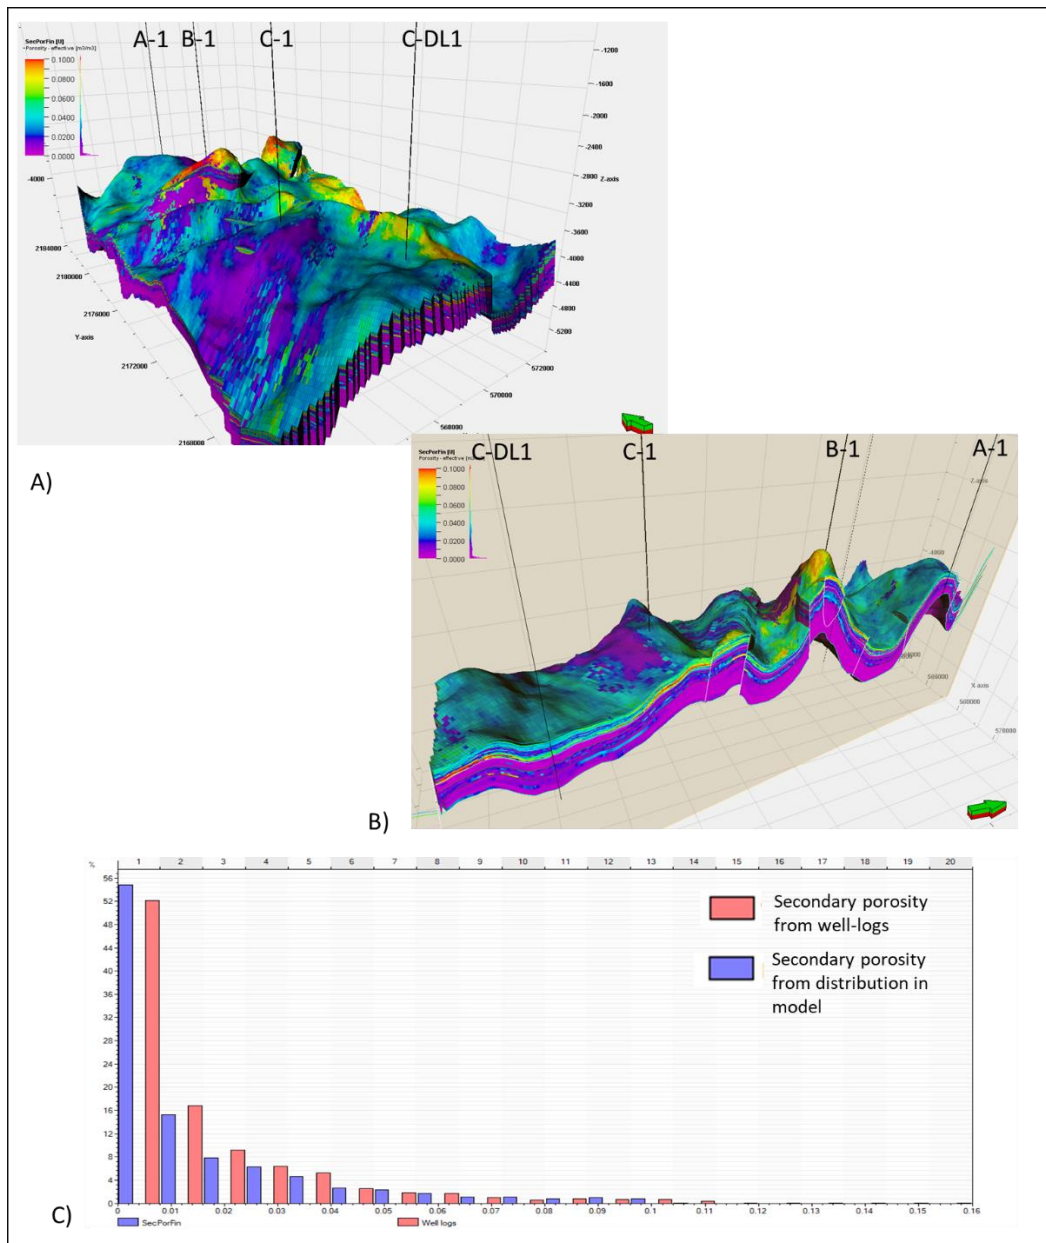 A-1 B-1 C-1 C-DL1
SecPorFin [U]
Porosity - effective [m3/m3]
0.1000
0.0800
0.0600
0.0400
0.0200
0.0000
-1200
-1600
-2000
-2400
Z-axis
-2800
-3200
-3600
-4000
-4400
-4800
-5200
-4000
2184000
2180000
2176000
Y-axis
2172000
2160000
572000
570000
568000
A)
C-DL1 C-1 B-1 A-1
SecPorFin [U]
0.1000
0.0800
0.0600
0.0400
0.0200
0.0000
Z-axis
X-axis
B)
1 2 3 4 5 6 7 8 9 10 11 12 13 14 15 16 17 18 19 20
%
56
52
48
44
40
36
32
28
24
20
16
12
8
4
0
Secondary porosity
from well-logs
Secondary porosity
from distribution in
model
0 0.01 0.02 0.03 0.04 0.05 0.06 0.07 0.08 0.09 0.1 0.11 0.12 0.13 0.14 0.15 0.16
C)
SecPorFin Well logs